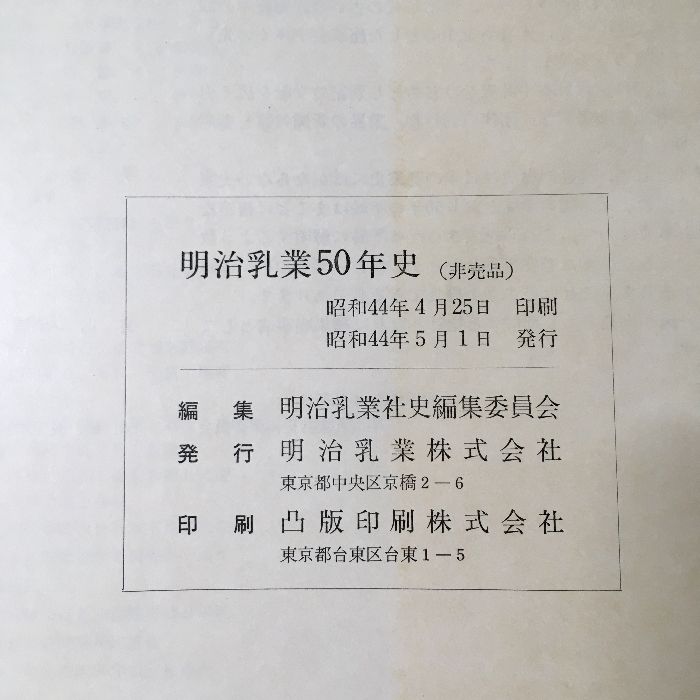 明治乳業50年史 (非売品)
昭和44年4月25日 印刷
昭和44年5月1日 発行
編集 明治乳業社史編集委員会
発行 明治乳業株式会社
東京都中央区京橋2－6
印刷 凸版印刷株式会社
東京都台東区台東1－5